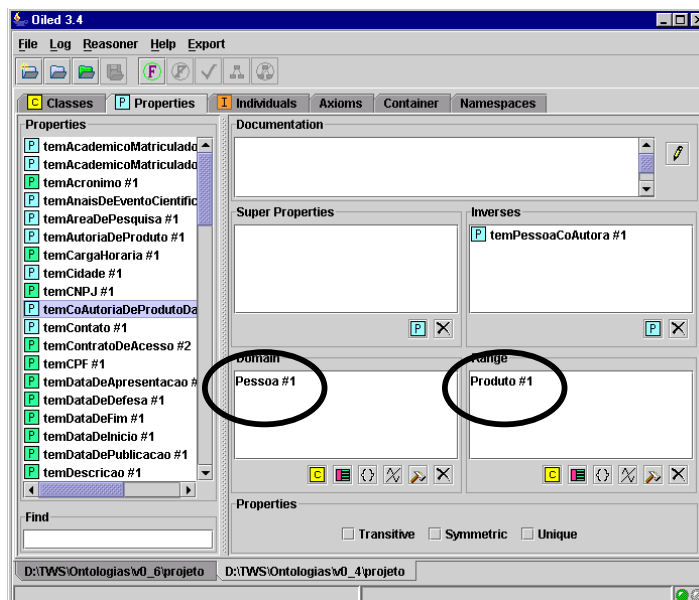 Oiled 3.4
File Log Reasoner Help Export
F F
C Classes P Properties I Individuals Axioms Container Namespaces
Properties
P temAcademicoMatriculado
P temAcademicoMatriculado
P temAcronimo #1
P temAnaisDeEventoCientific
P temAreaDePesquisa #1
P temAutoriaDeProduto #1
P temCargaHoraria #1
P temCidade #1
P temCNPJ #1
P temCoAutoriaDeProdutoDa
P temContato #1
P temContratoDeAcesso #2
P temCPF #1
P temDataDeApresentacao #
P temDataDeDefesa #1
P temDataDeFim #1
P temDataDeInicio #1
P temDataDePublicacao #1
P temDescricao #1
Find
Documentation
Super Properties
P
Inverses
P temPessoaCoAutora #1
P
Domain
Pessoa #1
C {}
Range
Produto #1
C {}
Properties
Transitive Symmetric Unique
D:\TWS\Ontologias\v0_6\projeto D:\TWS\Ontologias\v0_4\projeto